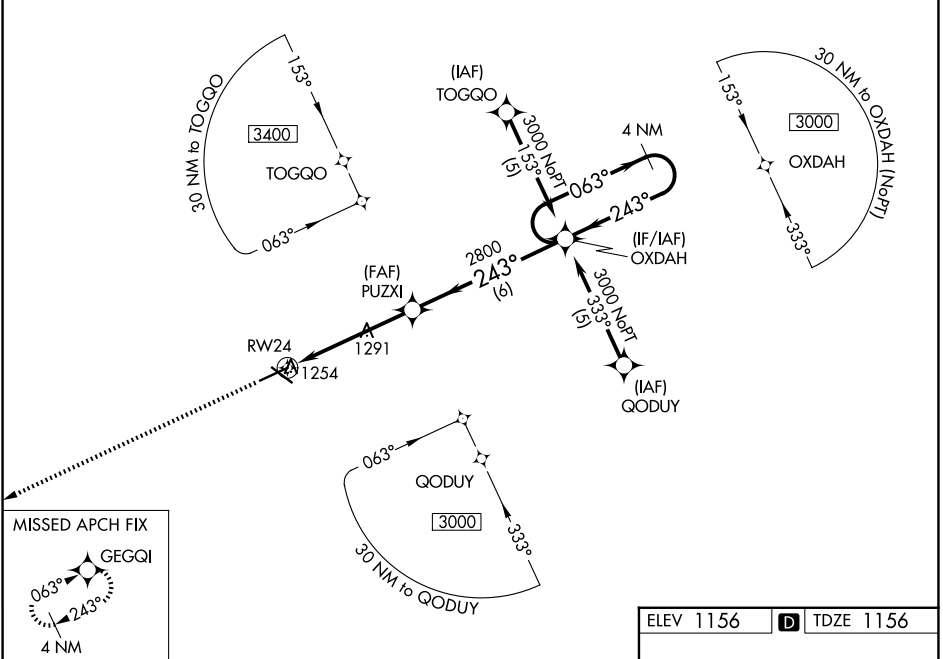 30 NM to TOGQO
153°
3400
TOGQO
063°
(IAF)
TOGQO
3000 NoPT
153°
(5)
4 NM
063°
243°
(IF/IAF)
OXDAH
30 NM to OXDAH (NoPT)
153°
3000
OXDAH
333°
2800
243°
(6)
(FAF)
PUZXI
3000 NoPT
333°
(5)
(IAF)
QODUY
RW24
1291
1254
063°
QODUY
3000
333°
30 NM to QODUY
MISSED APCH FIX
GEGQI
063°
243°
4 NM
ELEV 1156 D TDZE 1156